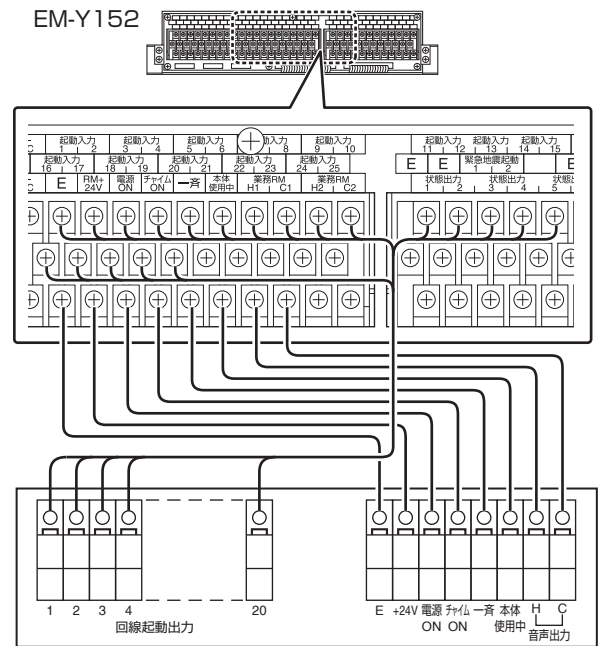 EM-Y152
C 起動入力 1 2 起動入力 3 4 起動入力 5 6 動入力 8 起動入力 9 10 起動入力 11 12 起動入力 13 14 起動入力 15
起動入力 16 17 起動入力 18 19 起動入力 20 21 起動入力 22 23 起動入力 24 25 E E 緊急地震起動 1 2 E
C E RM+ 24V 電源 ON チャイム ON 一斉 本体 使用中 業務RM H1 C1 業務RM H2 C2 状態出力 1 2 状態出力 3 4 状態出 5
1 2 3 4 20 E +24V 電源 ON チャイム ON 一斉 本体 使用中 H C
回線起動出力 音声出力